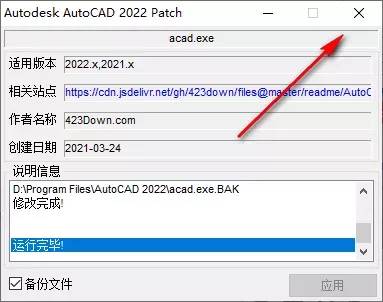 Autodesk AutoCAD 2022 Patch
acad.exe
适用版本 2022.x,2021.x
相关站点 https://cdn.jsdelivr.net/gh/423down/files@master/readme/AutoC
作者名称 423Down.com
创建日期 2021-03-24
说明信息
D:\Program Files\AutoCAD 2022\acad.exe.BAK
修改完成!
运行完毕!
备份文件 应用